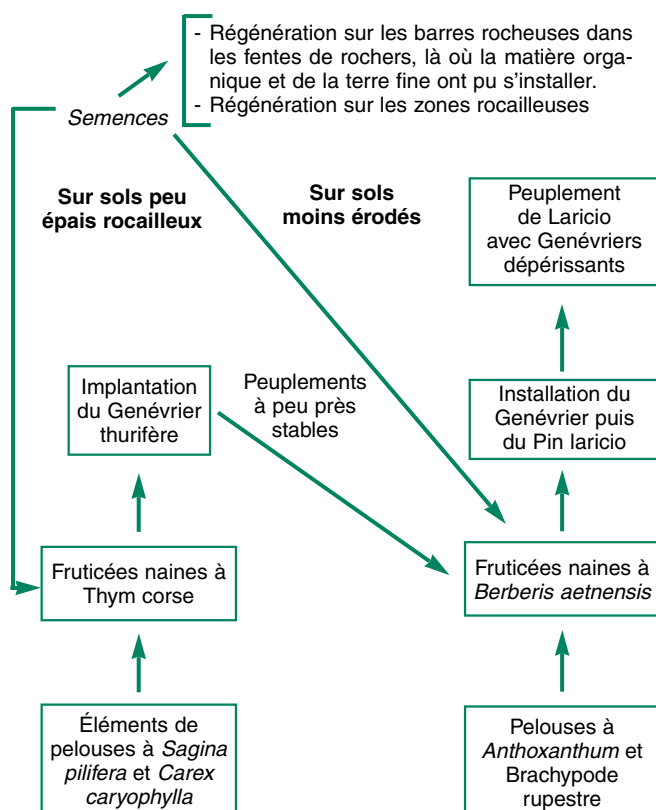 - Régénération sur les barres rocheuses dans
les fentes de rochers, là où la matière orga-
nique et de la terre fine ont pu s’installer.
- Régénération sur les zones rocailleuses
Semences
Sur sols peu
épais rocailleux
Sur sols
moins érodés
Peuplement
de Laricio
avec Genévriers
dépérissants
Implantation
du Genévrier
thurifère
Peuplements
à peu près
stables
Installation du
Genévrier puis
du Pin laricio
Fruticées naines à
Thym corse
Fruticées naines à
Berberis aetnensis
Éléments de
pelouses à Sagina
pilifera et Carex
caryophylla
Pelouses à
Anthoxanthum et
Brachypode
rupestre